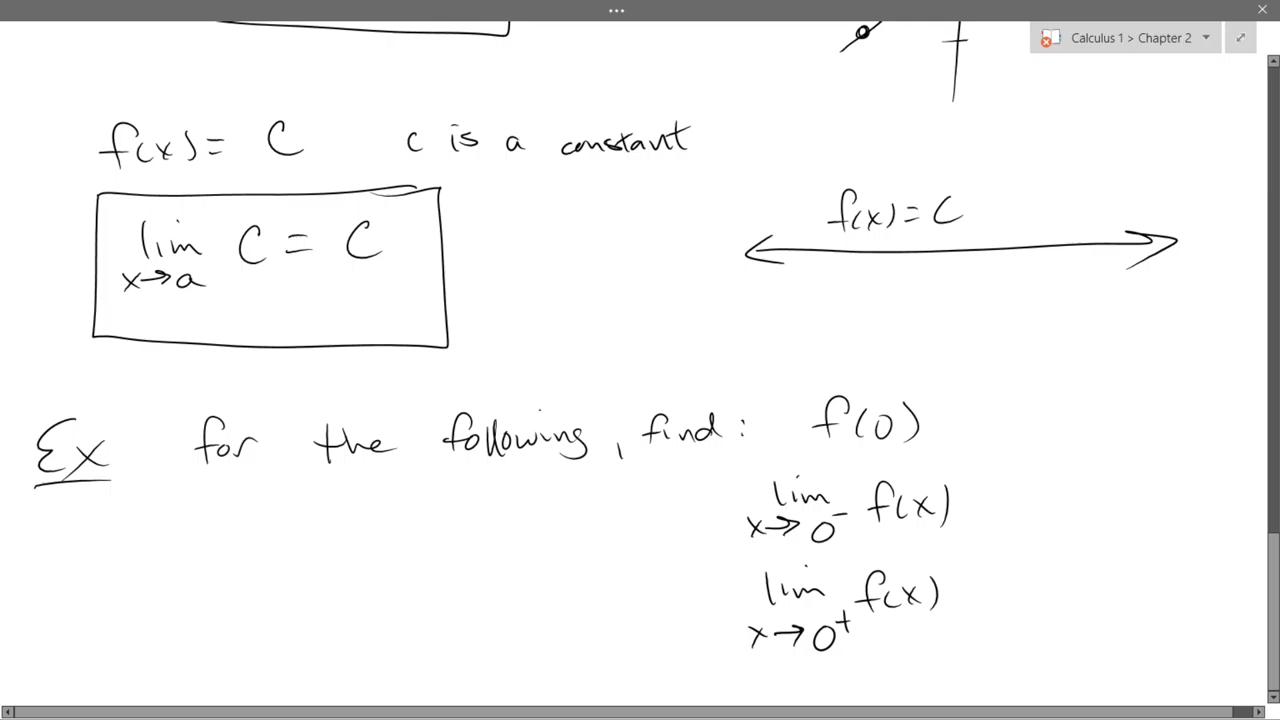 Calculus 1 > Chapter 2
f(x) = C c is a constant
f(x) = C
lim C = C
x→a
Ex for the following, find: f(0)
lim f(x)
x→0⁻
lim f(x)
x→0⁺